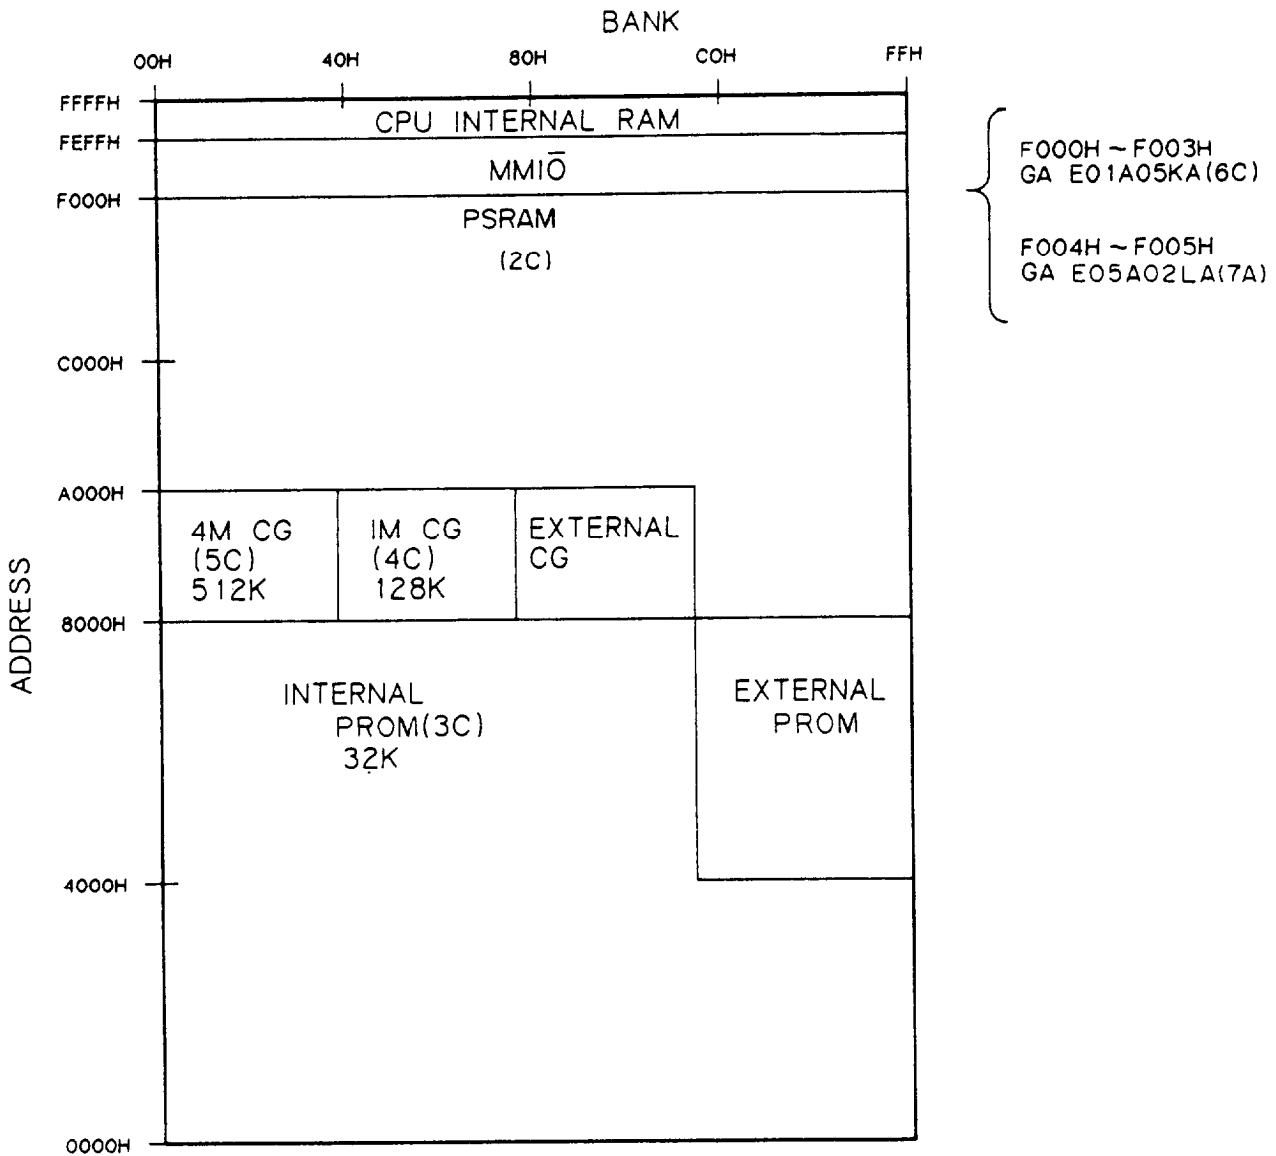 BANK
00H 40H 80H C0H FFH
FFFFH
CPU INTERNAL RAM
FEFFH
MMIŌ
F000H
PSRAM
(2C)
F000H ~ F003H
GA E01A05KA(6C)
F004H ~ F005H
GA E05A02LA(7A)
C000H
A000H
4M CG
(5C)
512K
1M CG
(4C)
128K
EXTERNAL
CG
8000H
ADDRESS
INTERNAL
PROM(3C)
32K
EXTERNAL
PROM
4000H
0000H